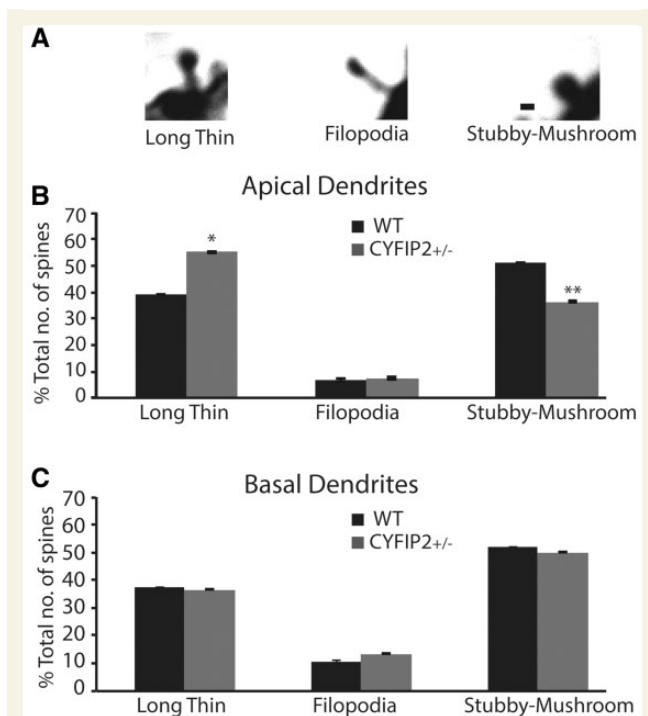 A
Long Thin Filopodia Stubby-Mushroom
B
Apical Dendrites
% Total no. of spines
70
60
50
40
30
20
10
0
WT
CYFIP2+/-
*
**
Long Thin Filopodia Stubby-Mushroom
C
Basal Dendrites
% Total no. of spines
70
60
50
40
30
20
10
0
WT
CYFIP2+/-
Long Thin Filopodia Stubby-Mushroom